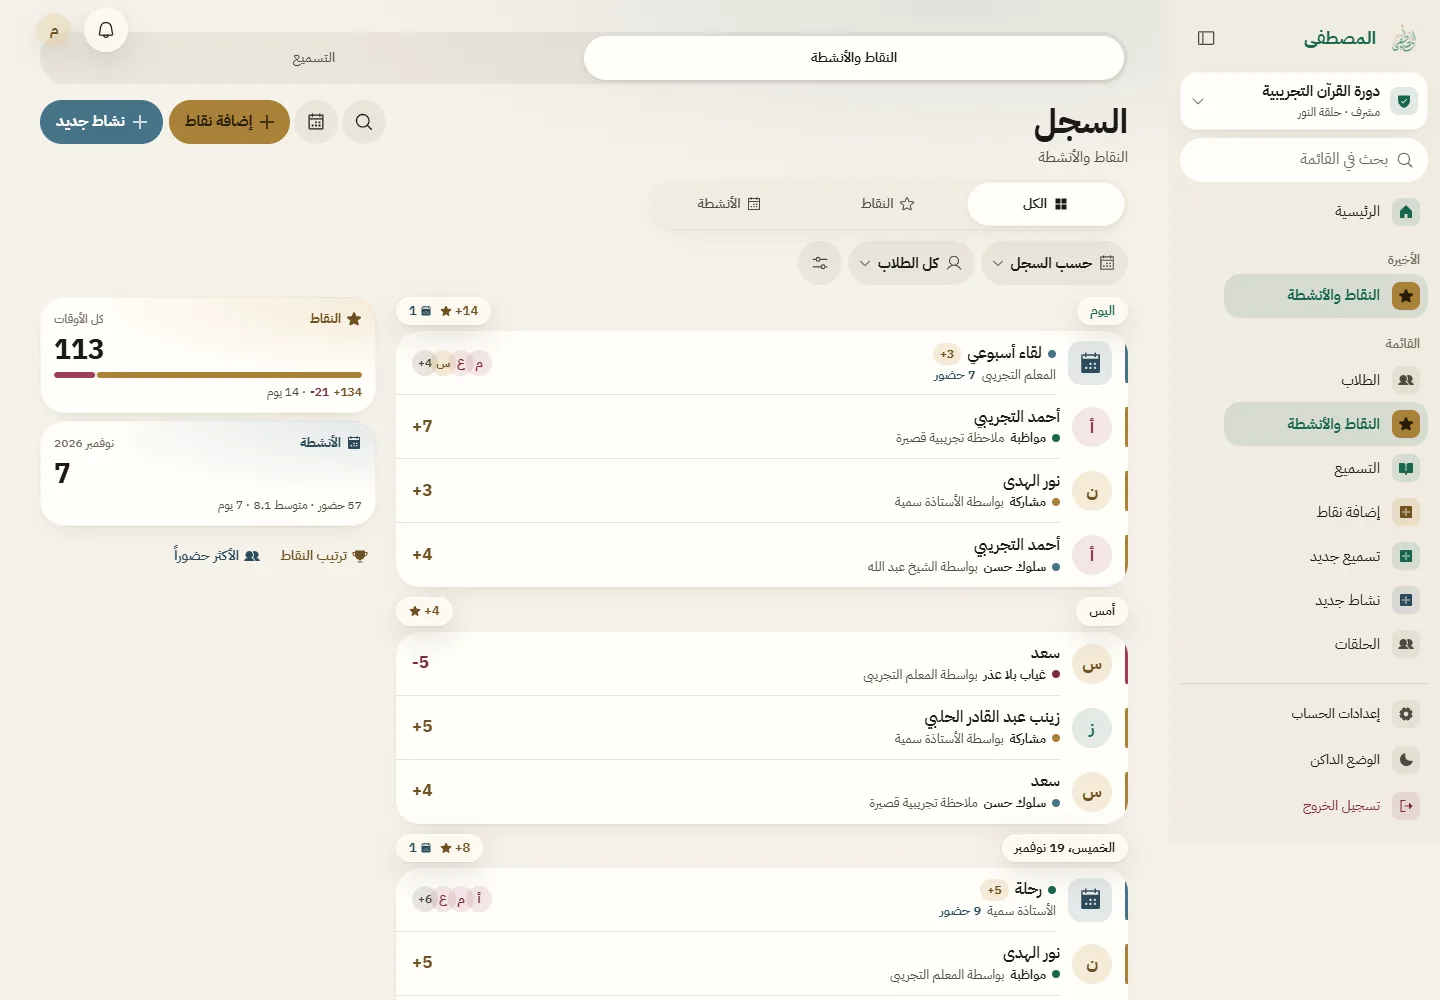 المصطفى
دورة القرآن التجريبية
مشرف · حلقة النور
بحث في القائمة
الرئيسية
الأخيرة
النقاط والأنشطة
القائمة
الطلاب
النقاط والأنشطة
التسميع
إضافة نقاط
تسميع جديد
نشاط جديد
الحلقات
إعدادات الحساب
الوضع الداكن
تسجيل الخروج
النقاط والأنشطة
التسميع
م
السجل
النقاط والأنشطة
إضافة نقاط
نشاط جديد
الكل
النقاط
الأنشطة
حسب السجل
كل الطلاب
اليوم
+14 1
لقاء أسبوعي +3
المعلم التجريبي 7 حضور
م ع س +4
أ
أحمد التجريبي
مواظبة ملاحظة تجريبية قصيرة
+7
ن
نور الهدى
مشاركة بواسطة الأستاذة سمية
+3
أ
أحمد التجريبي
سلوك حسن بواسطة الشيخ عبد الله
+4
أمس
+4
س
سعد
غياب بلا عذر بواسطة المعلم التجريبي
-5
ز
زينب عبد القادر الحلبي
مشاركة بواسطة الأستاذة سمية
+5
س
سعد
سلوك حسن ملاحظة تجريبية قصيرة
+4
الخميس، 19 نوفمبر
+8 1
رحلة +5
الأستاذة سمية 9 حضور
أ م ع +6
ن
نور الهدى
مواظبة بواسطة المعلم التجريبي
+5
النقاط
كل الأوقات
113
+134 -21 · 14 يوم
الأنشطة
نوفمبر 2026
7
57 حضور · متوسط 8.1 · 7 يوم
ترتيب النقاط
الأكثر حضوراً